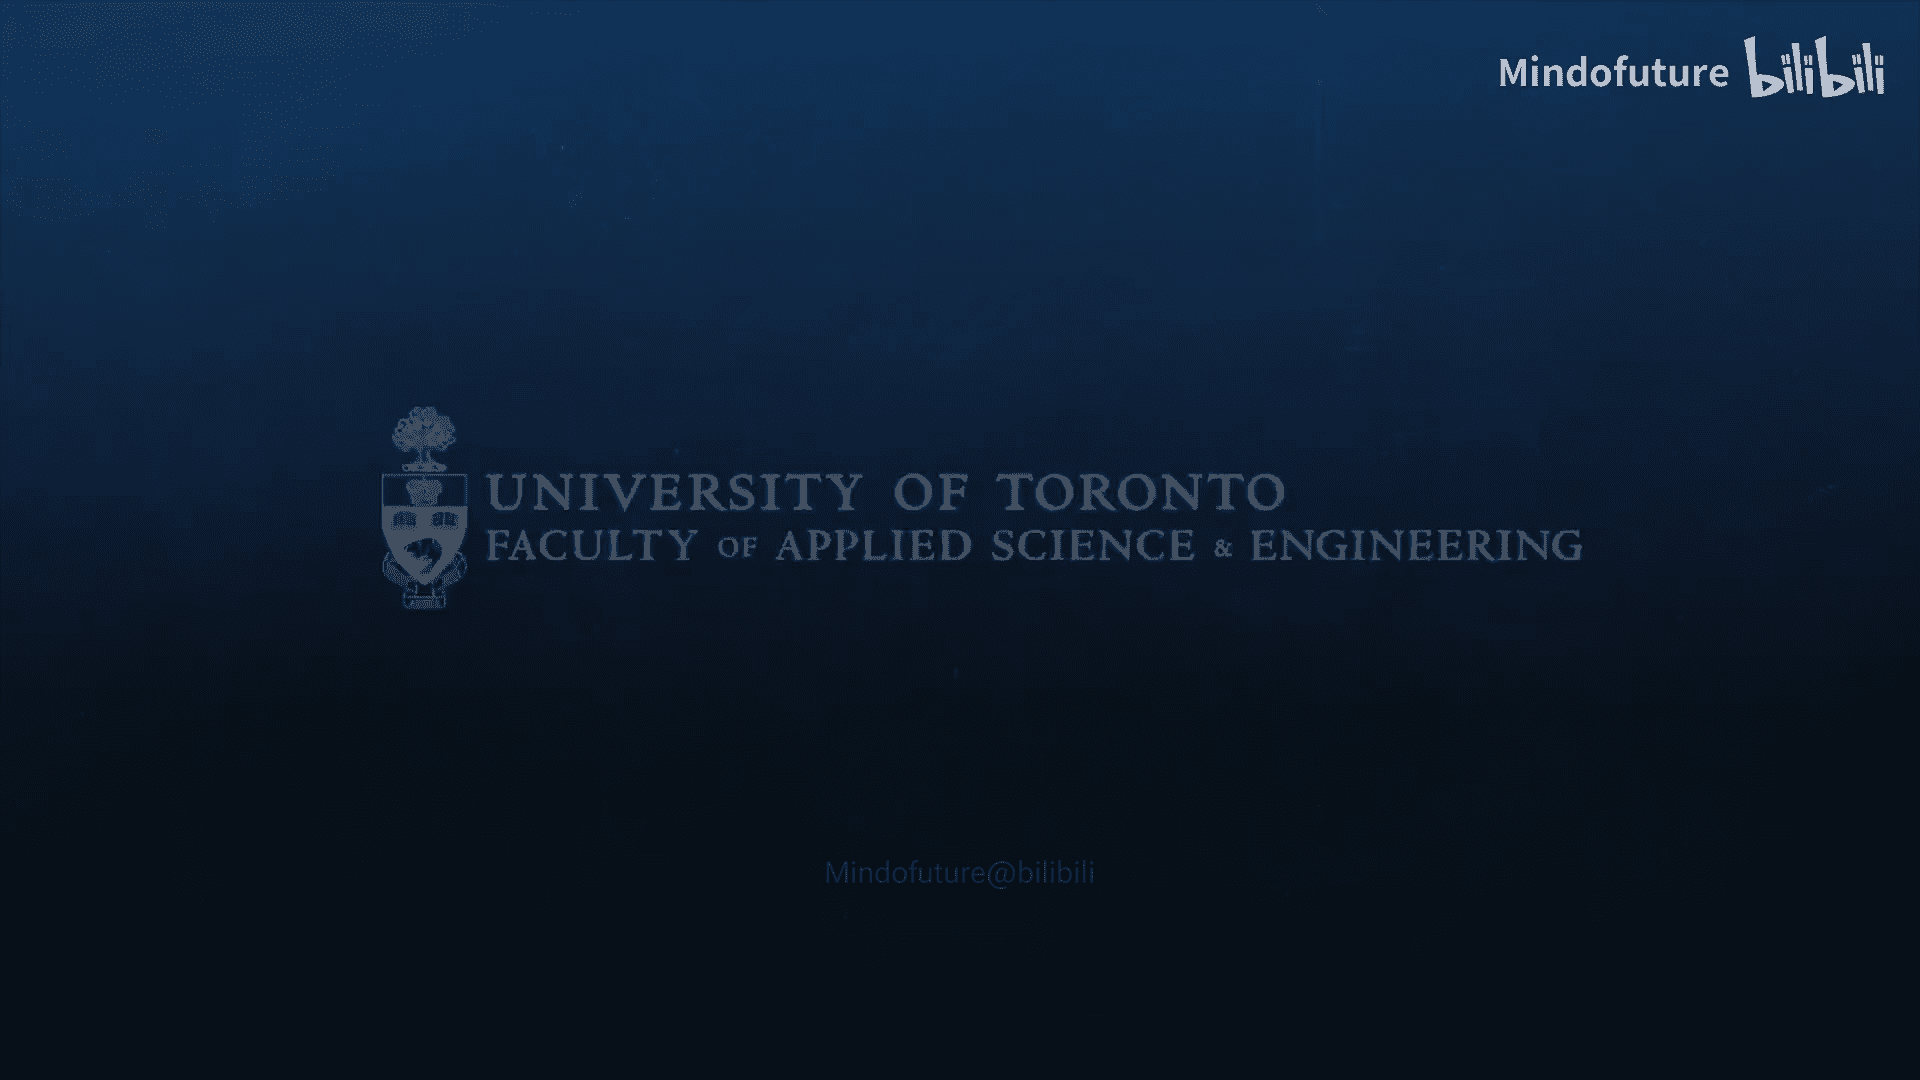 Mindofuture bilibili
UNIVERSITY OF TORONTO
FACULTY OF APPLIED SCIENCE & ENGINEERING
Mindofuture@bilibili